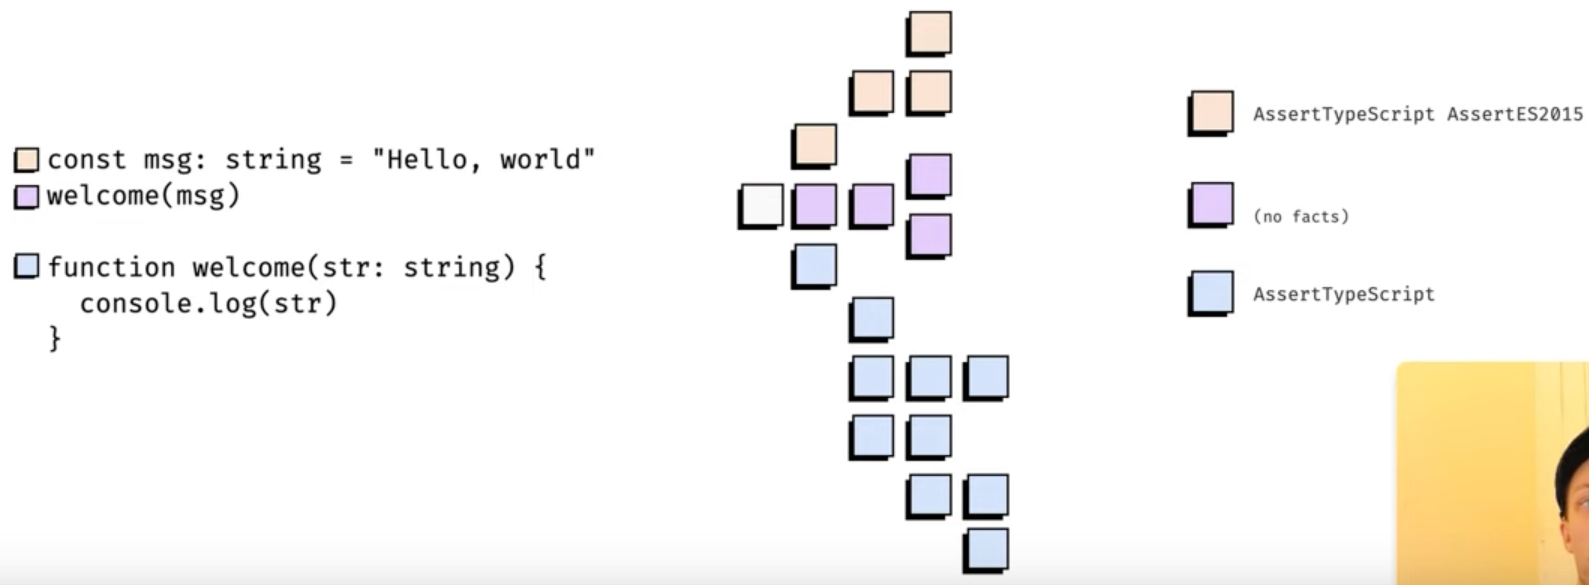 const msg: string = "Hello, world"
welcome(msg)
function welcome(str: string) {
console.log(str)
}
AssertTypeScript AssertES2015
(no facts)
AssertTypeScript